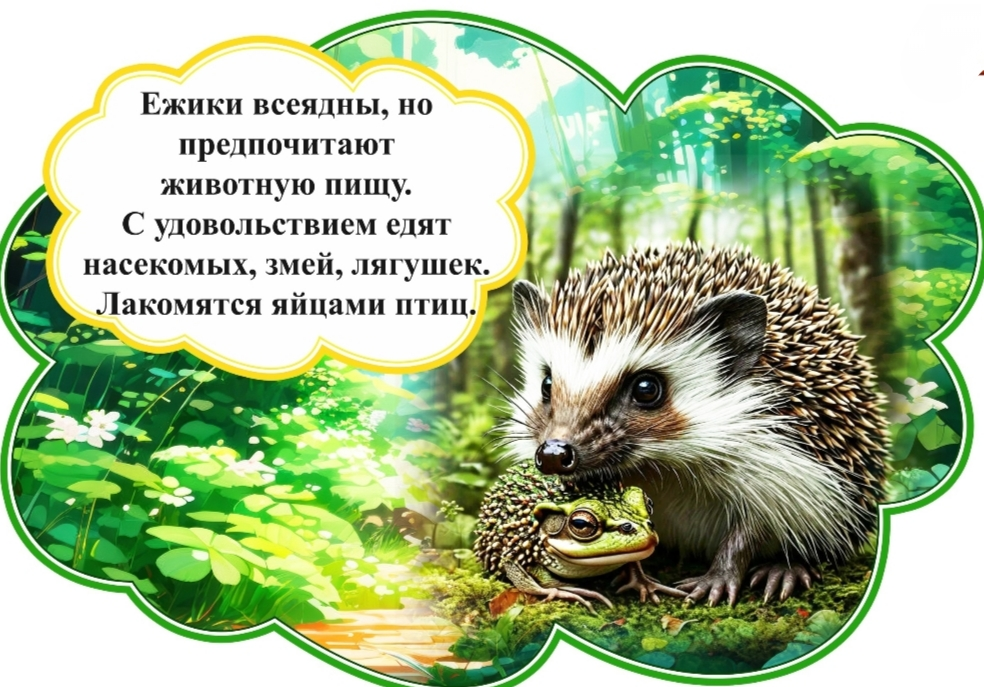 Ежики всеядны, но
предпочитают
животную пищу.
С удовольствием едят
насекомых, змей, лягушек.
Лакомятся яйцами птиц.